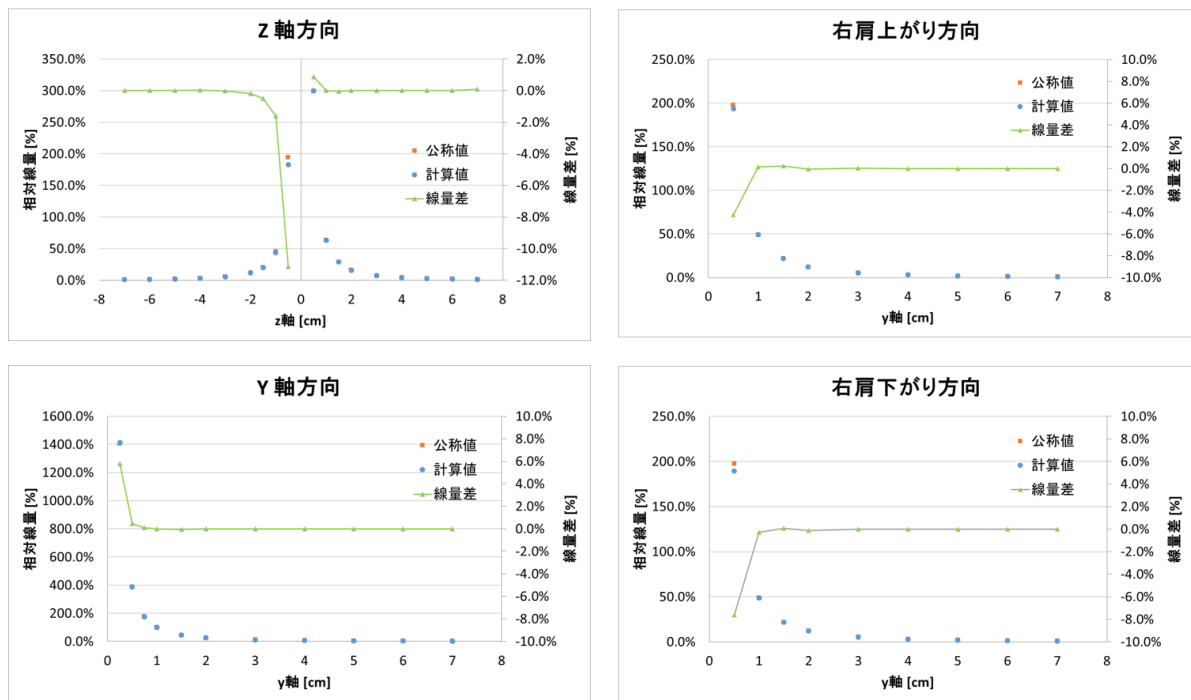 Z 軸方向
350.0%
300.0%
250.0%
200.0%
150.0%
100.0%
50.0%
0.0%
相対線量 [%]
2.0%
0.0%
-2.0%
-4.0%
-6.0%
-8.0%
-10.0%
-12.0%
線量差 [%]
公称値
計算値
線量差
-8 -6 -4 -2 0 2 4 6 8
z軸 [cm]
右肩上がり方向
250.0%
200.0%
150.0%
100.0%
50.0%
0.0%
相対線量 [%]
10.0%
8.0%
6.0%
4.0%
2.0%
0.0%
-2.0%
-4.0%
-6.0%
-8.0%
-10.0%
線量差 [%]
公称値
計算値
線量差
0 1 2 3 4 5 6 7 8
y軸 [cm]
Y 軸方向
1600.0%
1400.0%
1200.0%
1000.0%
800.0%
600.0%
400.0%
200.0%
0.0%
相対線量 [%]
10.0%
8.0%
6.0%
4.0%
2.0%
0.0%
-2.0%
-4.0%
-6.0%
-8.0%
-10.0%
線量差 [%]
公称値
計算値
線量差
0 1 2 3 4 5 6 7 8
y軸 [cm]
右肩下がり方向
250.0%
200.0%
150.0%
100.0%
50.0%
0.0%
相対線量 [%]
10.0%
8.0%
6.0%
4.0%
2.0%
0.0%
-2.0%
-4.0%
-6.0%
-8.0%
-10.0%
線量差 [%]
公称値
計算値
線量差
0 1 2 3 4 5 6 7 8
y軸 [cm]